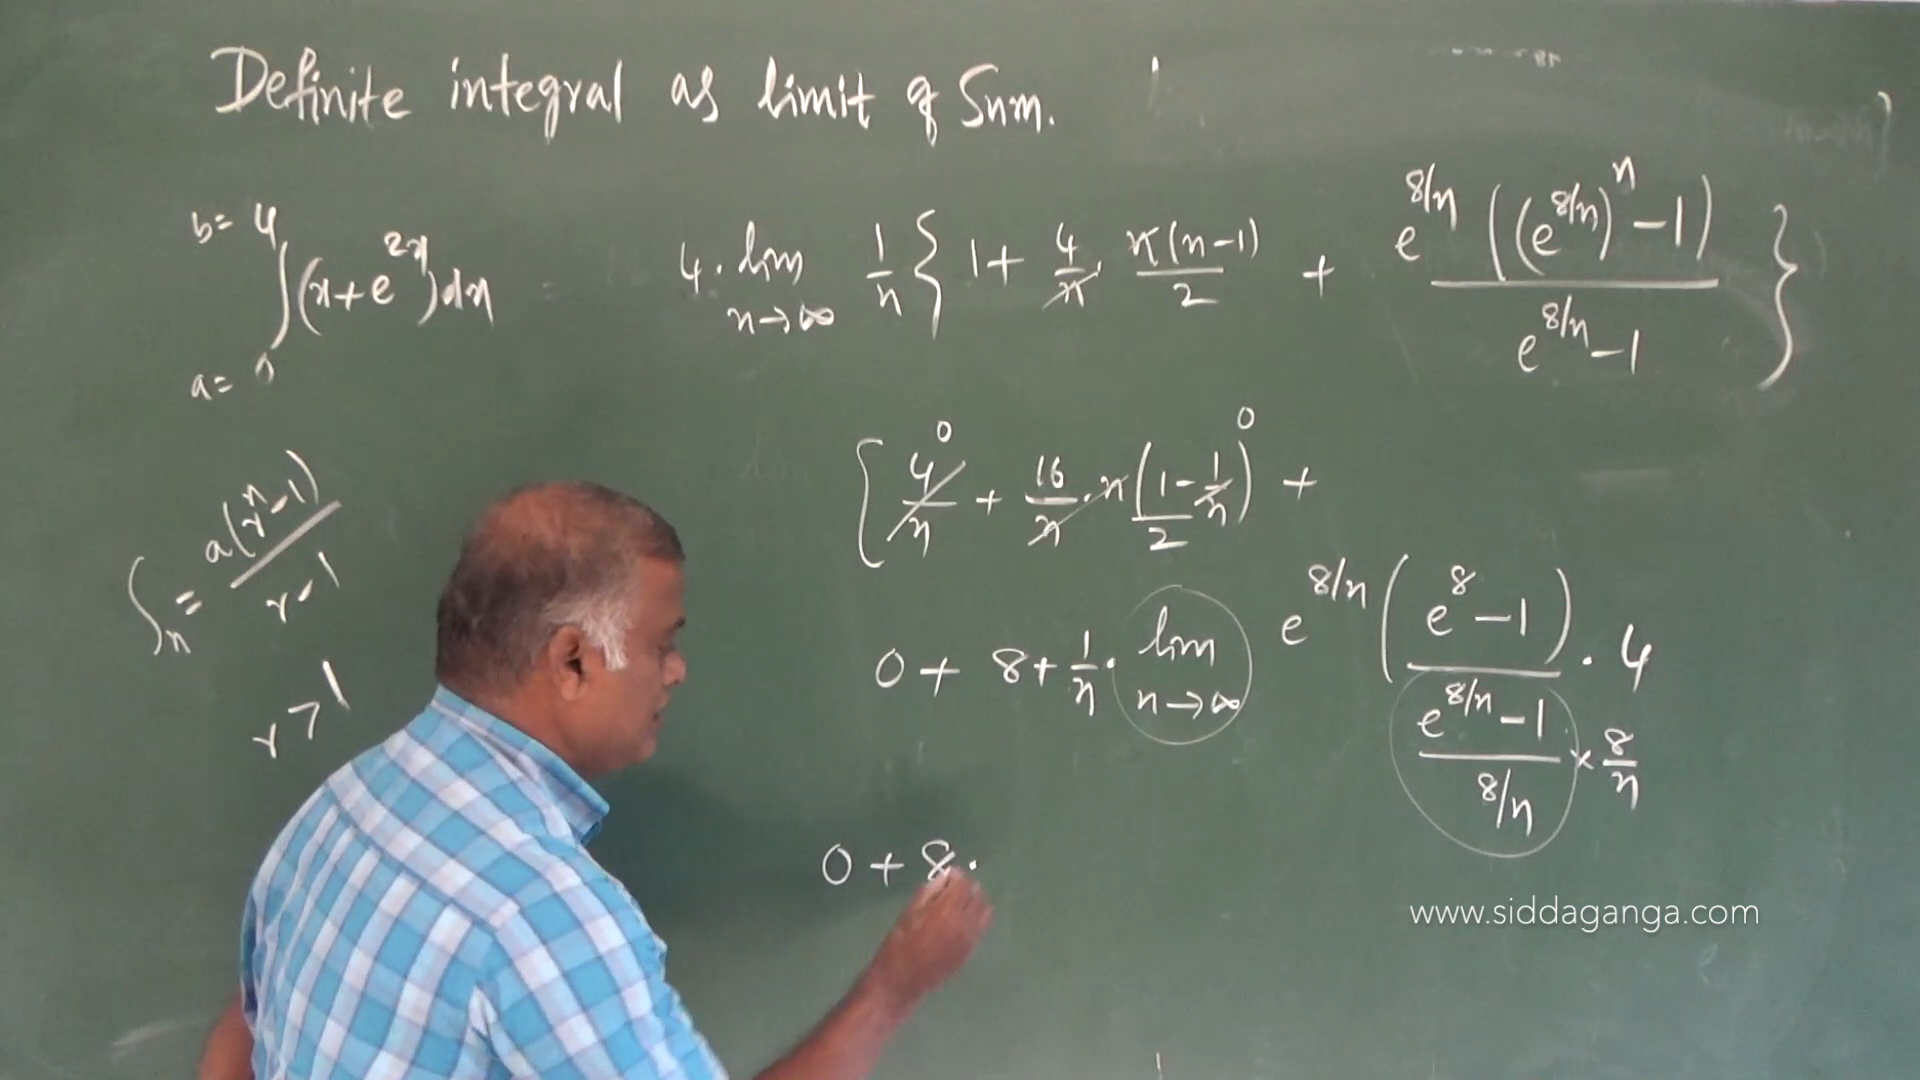 Definite integral as limit of Sum.
b= 4
∫(x+e^2x)dx
a= 0
4. lim n→∞ 1/n { 1+ 4/n . n(n-1)/2 + e^8/n ((e^8/n)^n -1) / e^8/n -1 }
{ 4/n 0 + 16/n . n(1- 1/n)/2 0 +
Sn = a(r^n -1) / r-1
r>1
0+ 8+ 1/n . lim n→∞ e^8/n ( e^8 -1 ) . 4
e^8/n -1 / 8/n × 8/n
0+8.
www.siddaganga.com